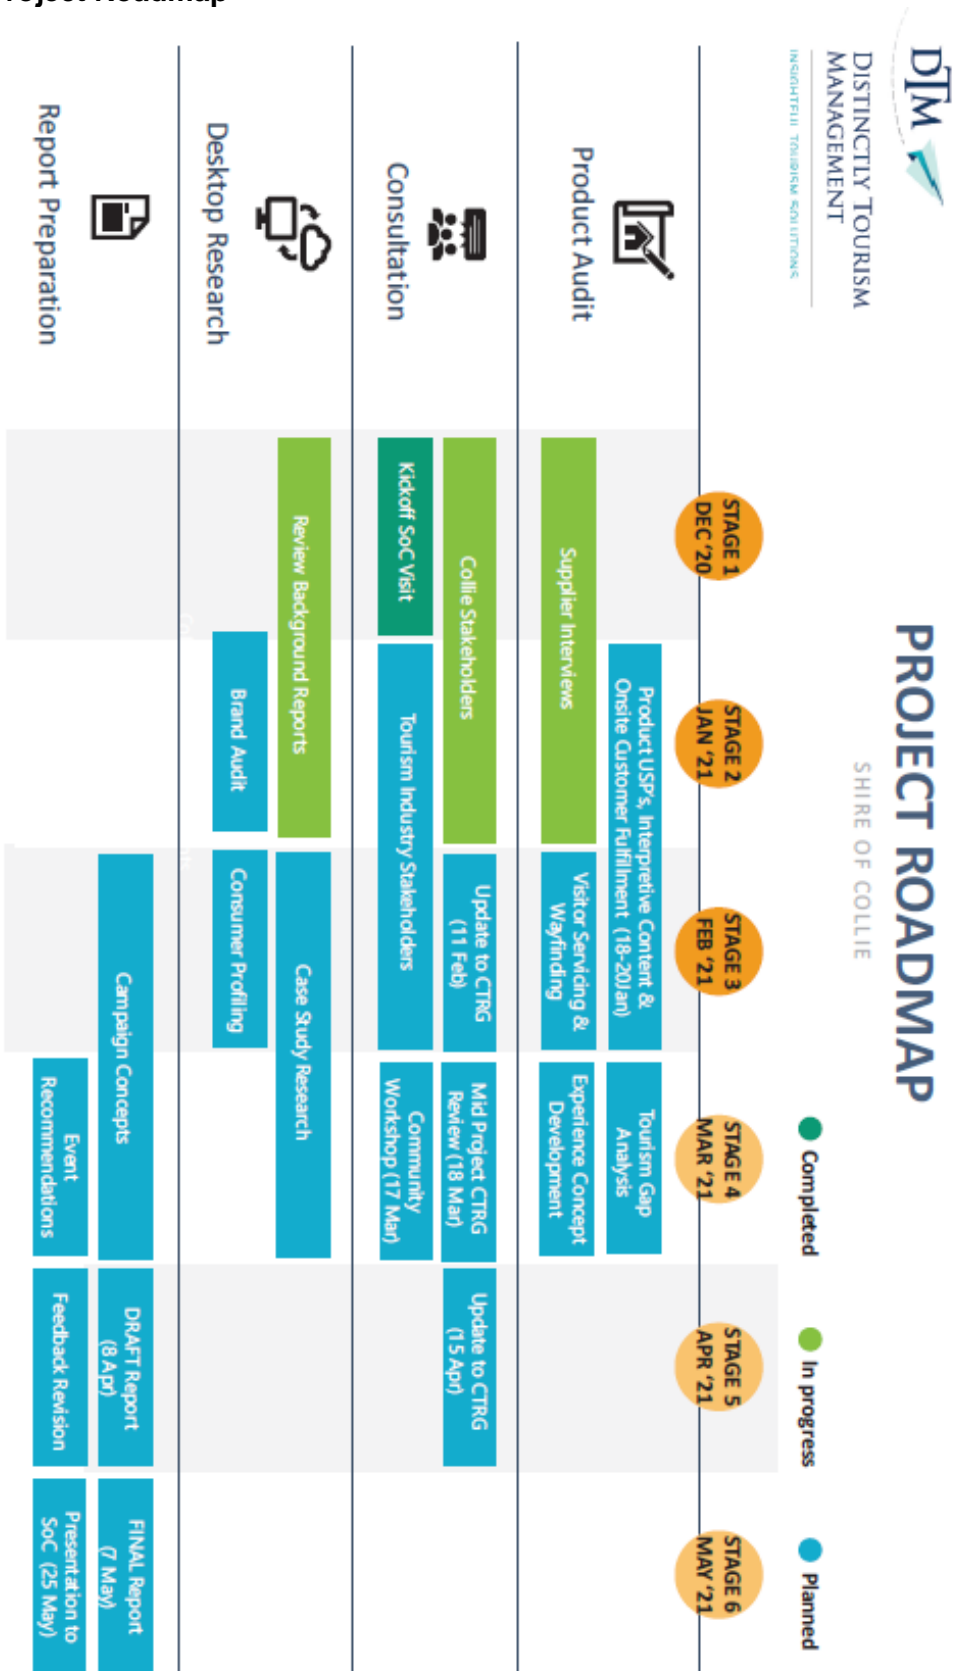 roject Roadmap
DTM
DISTINCTLY TOURISM
MANAGEMENT
INSIGHTFUL TOURISM SOLUTIONS
PROJECT ROADMAP
SHIRE OF COLLIE
Completed
In progress
Planned
STAGE 1
DEC '20
STAGE 2
JAN '21
STAGE 3
FEB '21
STAGE 4
MAR '21
STAGE 5
APR '21
STAGE 6
MAY '21
Product Audit
Product USP's, Interpretive Content &
Onsite Customer Fulfillment (18-20Jan)
Tourism Gap
Analysis
Supplier Interviews
Visitor Servicing &
Wayfinding
Experience Concept
Development
Consultation
Collie Stakeholders
Update to CTRG
(11 Feb)
Mid Project CTRG
Review (18 Mar)
Update to CTRG
(15 Apr)
Kickoff SoC Visit
Tourism Industry Stakeholders
Community
Workshop (17 Mar)
Desktop Research
Review Background Reports
Case Study Research
Brand Audit
Consumer Profiling
Report Preparation
Campaign Concepts
DRAFT Report
(8 Apr)
FINAL Report
(7 May)
Event
Recommendations
Feedback Revision
Presentation to
SoC (25 May)